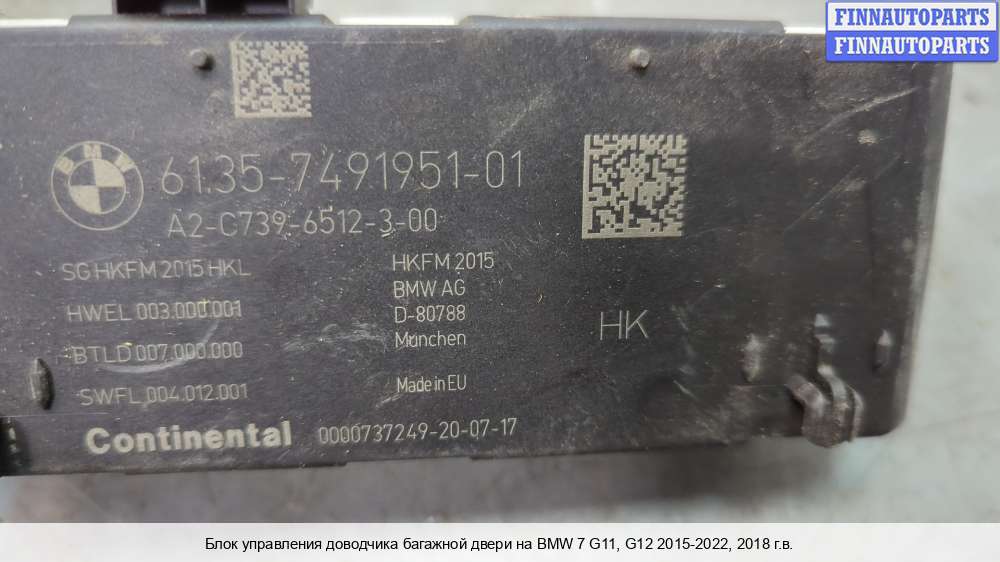 FINNAUTOPARTS
FINNAUTOPARTS
BMW
61.35-7491951-01
A2-C739-6512-3-00
SG HKFM 2015 HKL
HWEL 003.000.001
BTLD 007.000.000
SWFL 004.012.001
HKFM 2015
BMW AG
D-80788
München
Made in EU
HK
Continental 0000737249-20-07-17
Блок управления доводчика багажной двери на BMW 7 G11, G12 2015-2022, 2018 г.в.